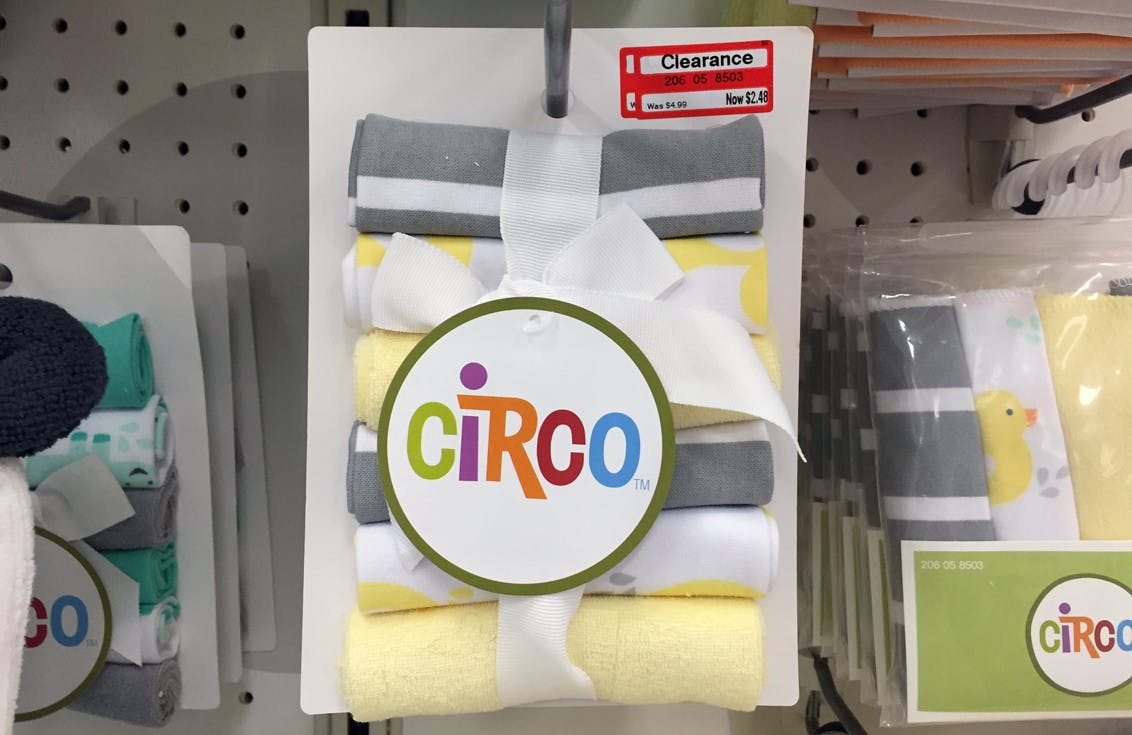 Clearance
206 05 8503
W Was $4.99 Now $2.48
CiRCO
TM
CO
TM
206 05 8503
CiRCO